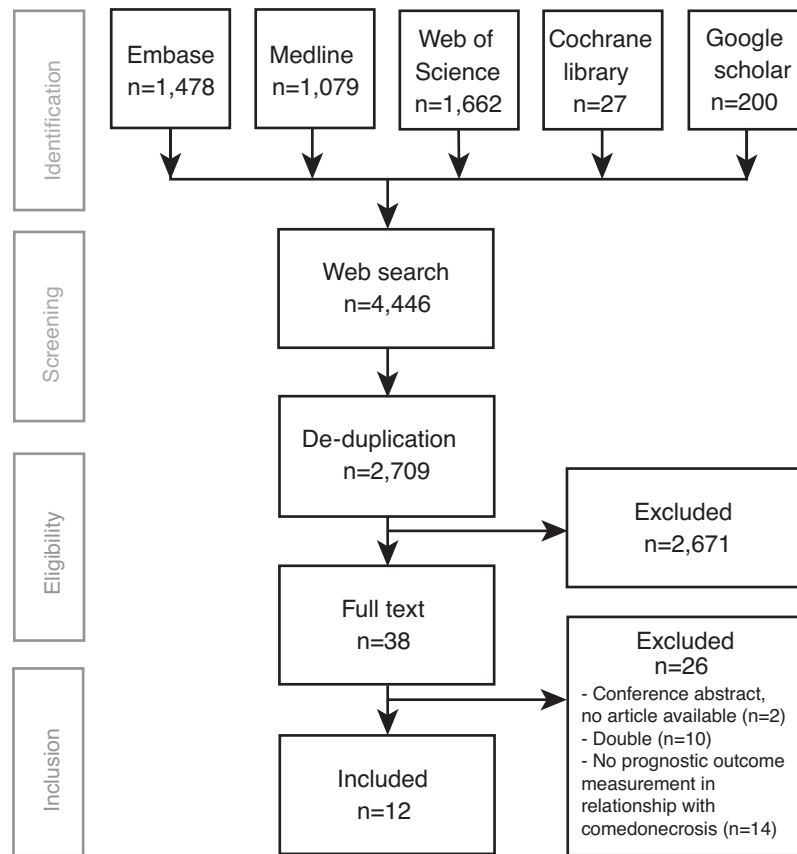 Identification
Embase
n=1,478
Medline
n=1,079
Web of
Science
n=1,662
Cochrane
library
n=27
Google
scholar
n=200
Screening
Web search
n=4,446
De-duplication
n=2,709
Eligibility
Excluded
n=2,671
Full text
n=38
Inclusion
Excluded
n=26
- Conference abstract,
no article available (n=2)
- Double (n=10)
- No prognostic outcome
measurement in
relationship with
comedonecrosis (n=14)
Included
n=12